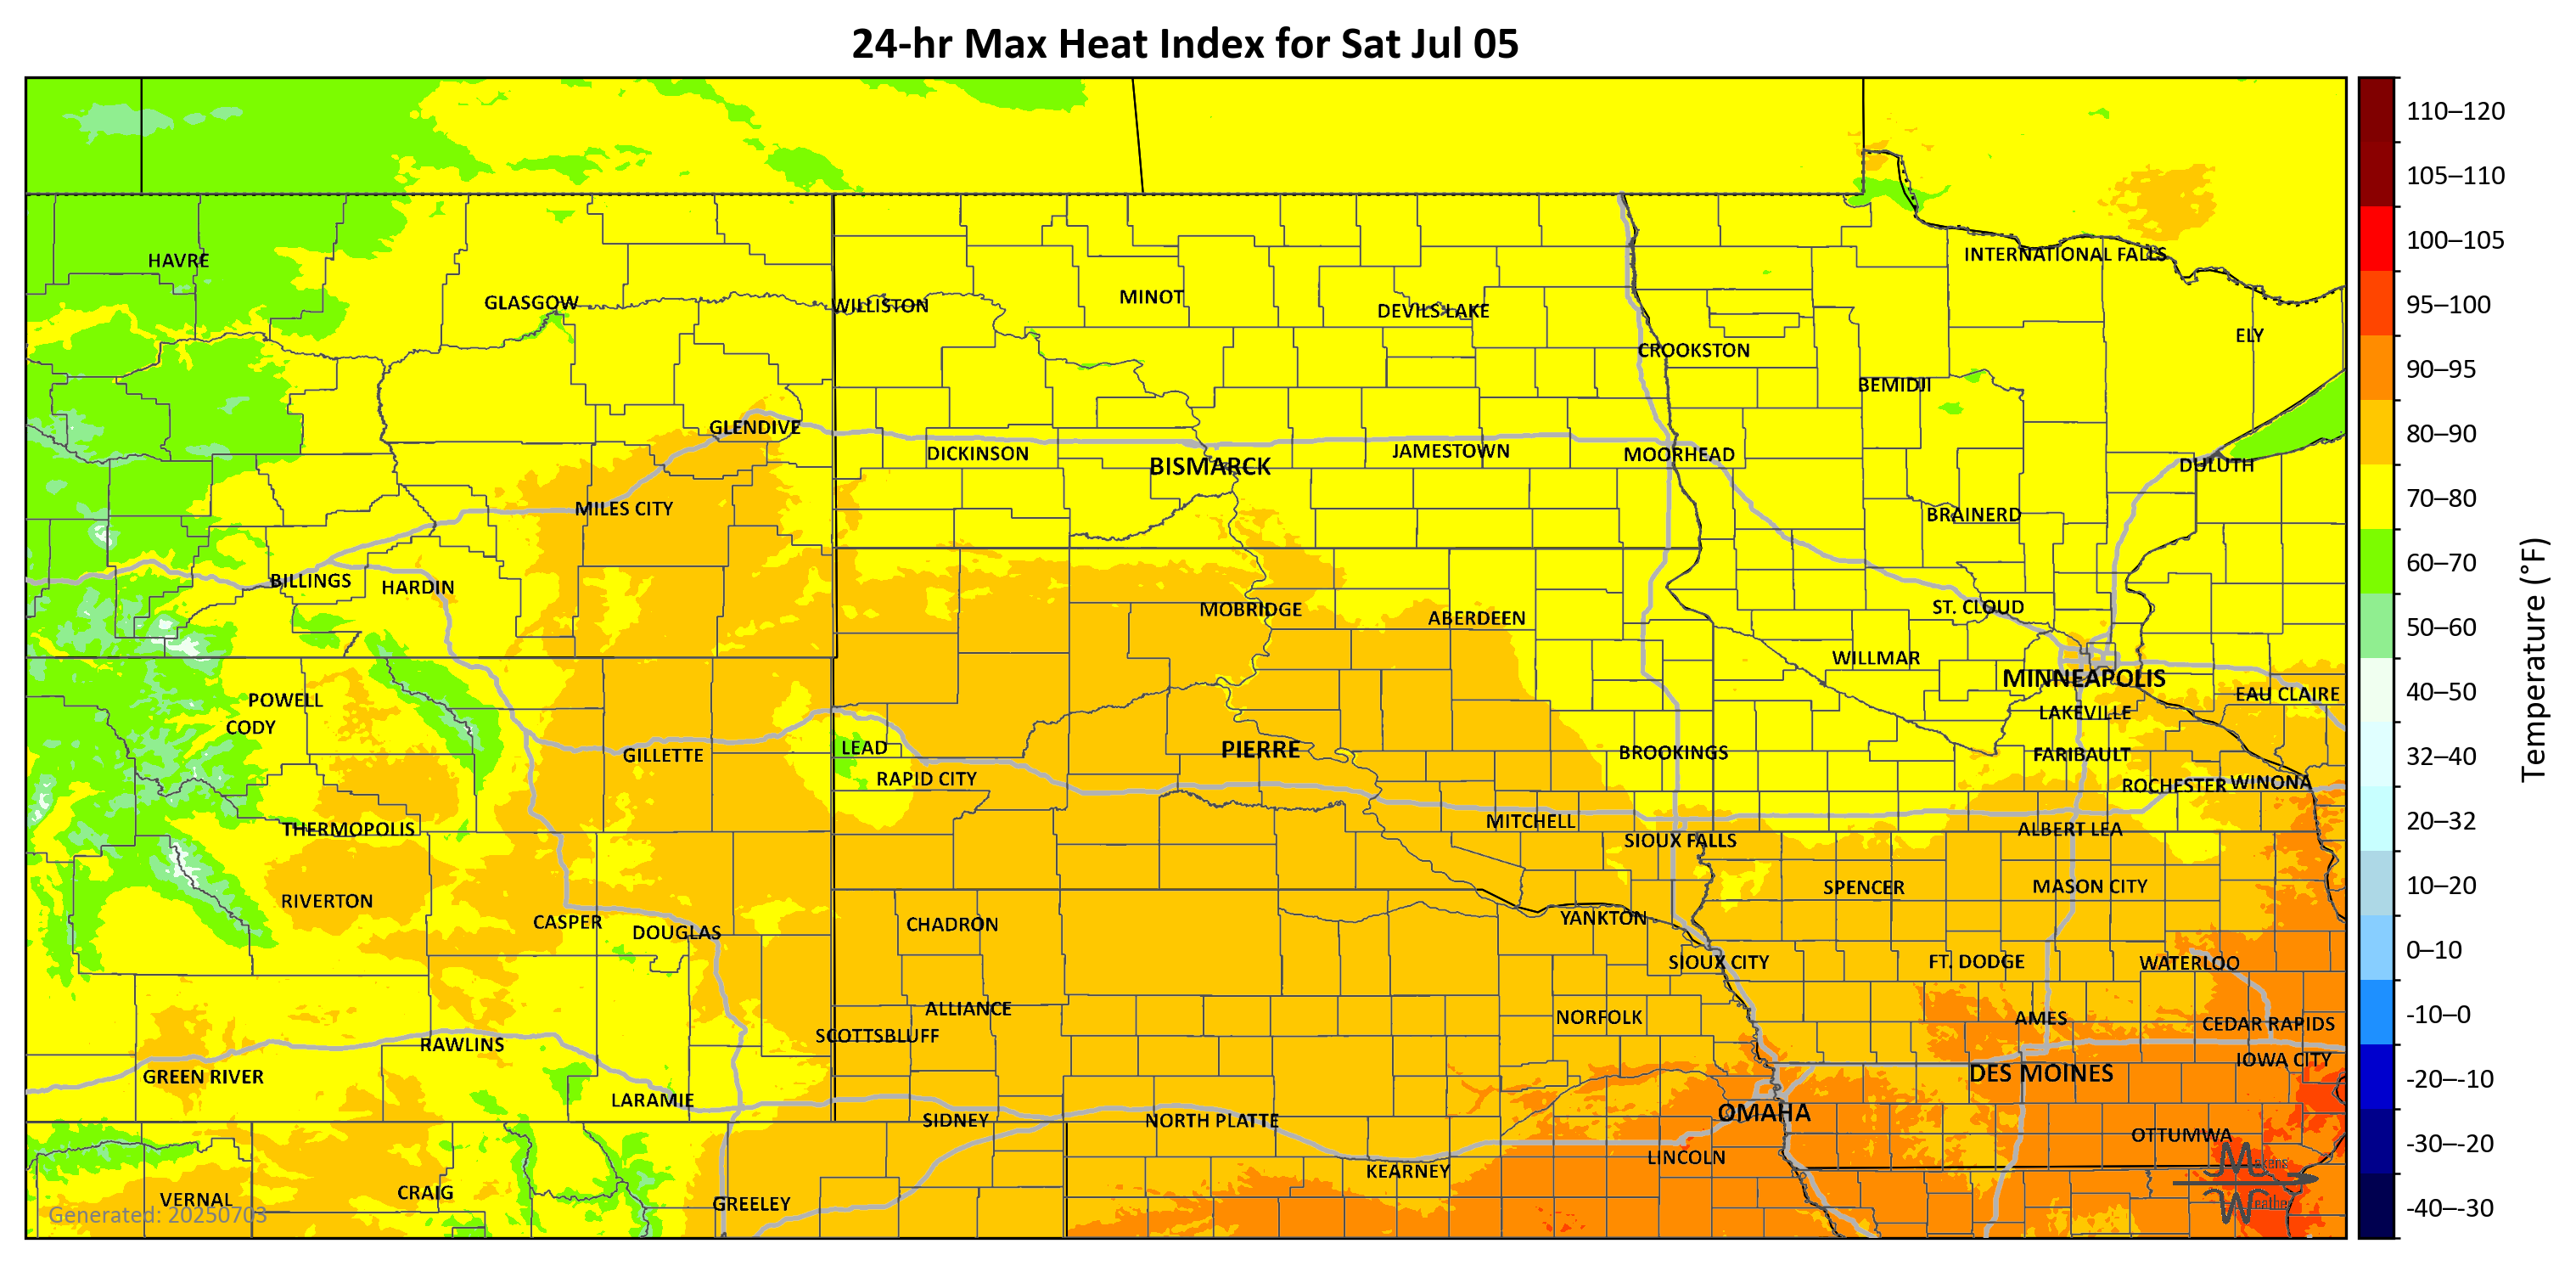 24-hr Max Heat Index for Sat Jul 05
HAVRE
GLASGOW
WILLISTON
MINOT
DEVILS LAKE
INTERNATIONAL FALLS
ELY
CROOKSTON
BEMIDJI
GLENDIVE
DICKINSON
BISMARCK
JAMESTOWN
MOORHEAD
DULUTH
MILES CITY
BRAINERD
BILLINGS
HARDIN
MOBRIDGE
ABERDEEN
ST. CLOUD
WILLMAR
MINNEAPOLIS
EAU CLAIRE
POWELL
CODY
LAKEVILLE
GILLETTE
LEAD
RAPID CITY
PIERRE
BROOKINGS
FARIBAULT
ROCHESTER
WINONA
THERMOPOLIS
MITCHELL
SIOUX FALLS
ALBERT LEA
RIVERTON
CASPER
DOUGLAS
CHADRON
YANKTON
SPENCER
MASON CITY
SIOUX CITY
FT. DODGE
WATERLOO
ALLIANCE
SCOTTSBLUFF
NORFOLK
AMES
CEDAR RAPIDS
RAWLINS
IOWA CITY
GREEN RIVER
LARAMIE
DES MOINES
SIDNEY
NORTH PLATTE
OMAHA
OTTUMWA
KEARNEY
LINCOLN
VERNAL
CRAIG
GREELEY
Generated: 20250703
110–120
105–110
100–105
95–100
90–95
80–90
70–80
60–70
50–60
40–50
32–40
20–32
10–20
0–10
-10–0
-20–-10
-30–-20
-40–-30
Temperature (°F)